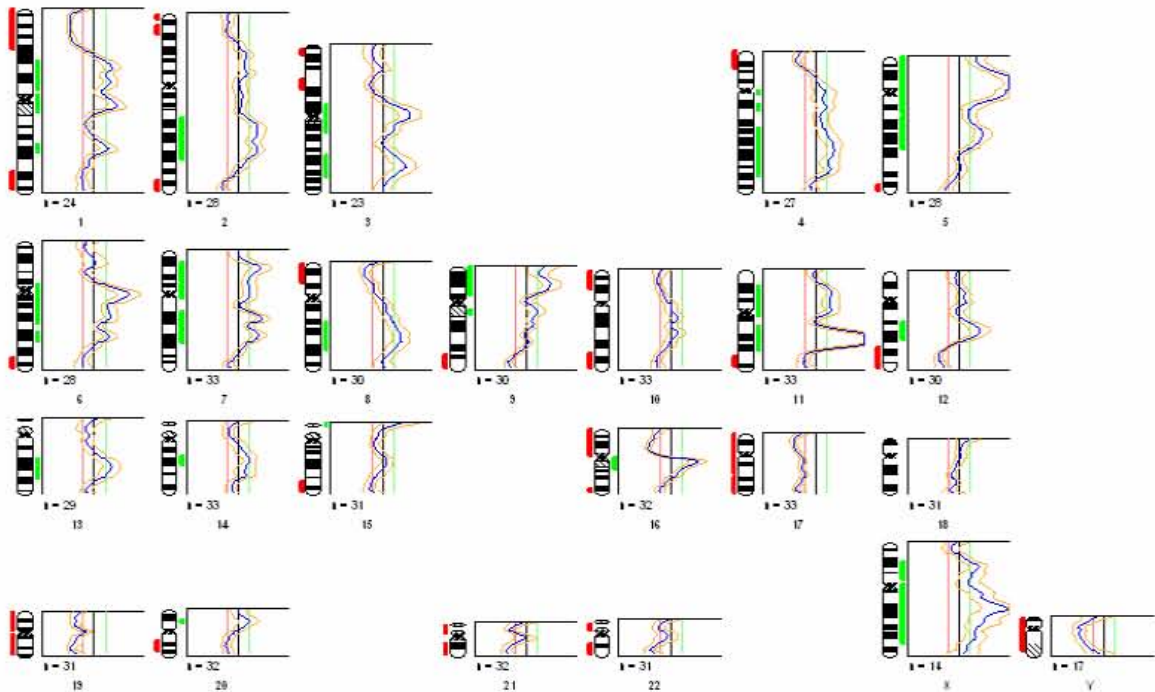 n = 24
1
n = 28
2
n = 23
3
n = 27
4
n = 28
5
n = 28
6
n = 33
7
n = 30
8
n = 30
9
n = 33
10
n = 33
11
n = 30
12
n = 29
13
n = 33
14
n = 31
15
n = 32
16
n = 33
17
n = 31
18
n = 31
19
n = 32
20
n = 32
21
n = 31
22
n = 14
X
n = 17
Y